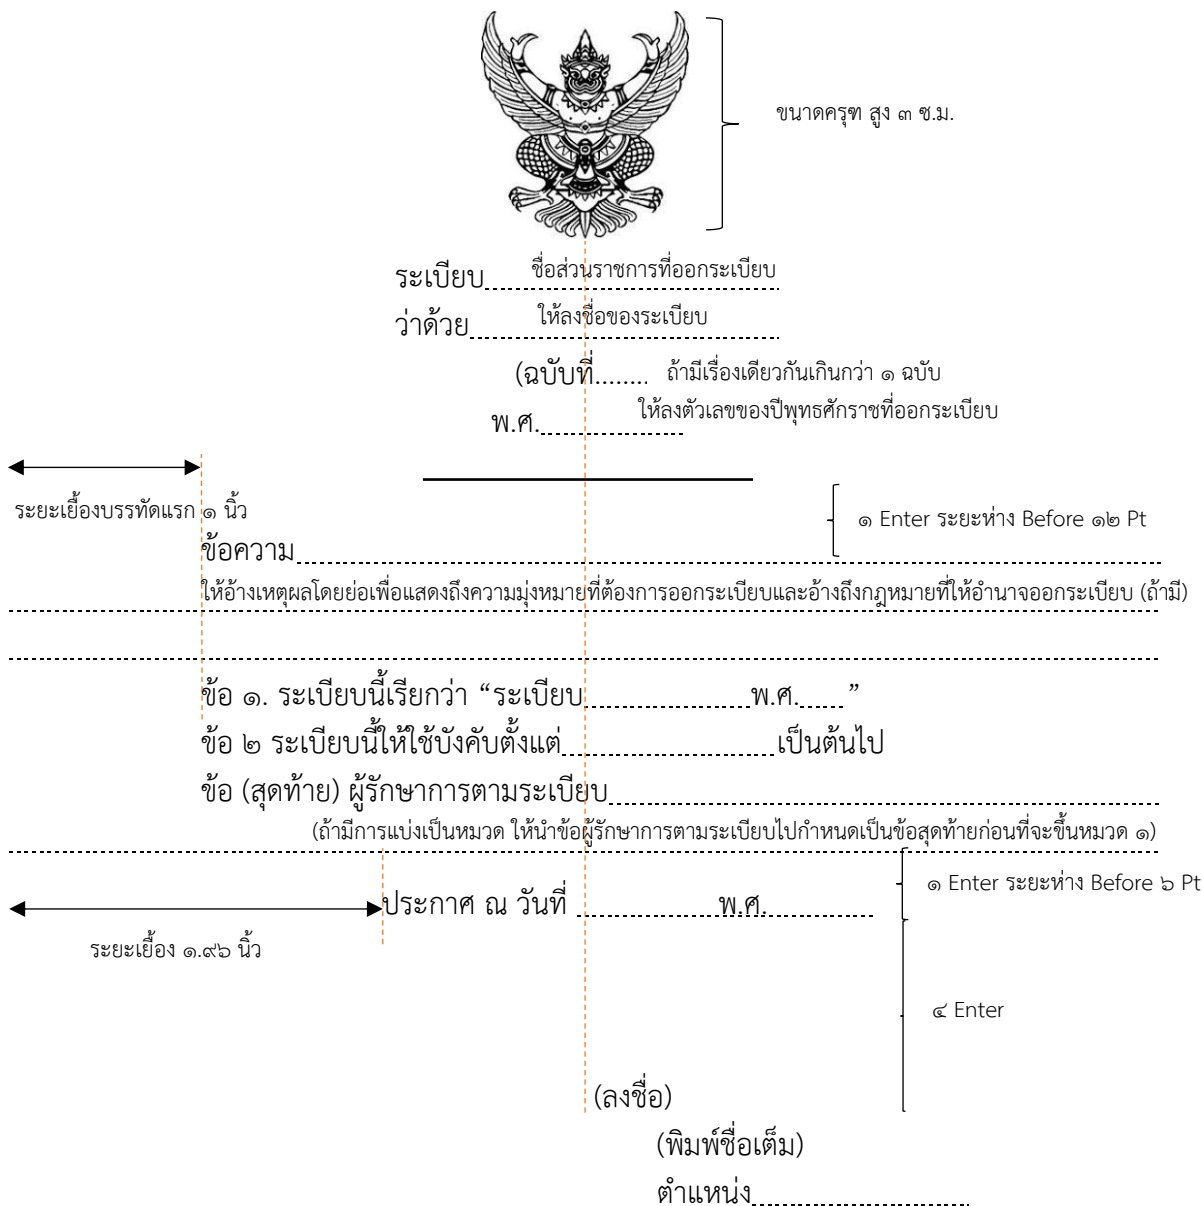 ขนาดครุฑ สูง ๓ ซ.ม.
ระเบียบ ชื่อส่วนราชการที่ออกระเบียบ
ว่าด้วย ให้ลงชื่อของระเบียบ
(ฉบับที่........ ถ้ามีเรื่องเดียวกันเกินกว่า ๑ ฉบับ
พ.ศ. ให้ลงตัวเลขของปีพุทธศักราชที่ออกระเบียบ
ระยะเยื้องบรรทัดแรก ๑ นิ้ว
๑ Enter ระยะห่าง Before ๑๒ Pt
ข้อความ
ให้อ้างเหตุผลโดยย่อเพื่อแสดงถึงความมุ่งหมายที่ต้องการออกระเบียบและอ้างถึงกฎหมายที่ให้อำนาจออกระเบียบ (ถ้ามี)
ข้อ ๑. ระเบียบนี้เรียกว่า “ระเบียบ................พ.ศ.....”
ข้อ ๒ ระเบียบนี้ให้ใช้บังคับตั้งแต่....................เป็นต้นไป
ข้อ (สุดท้าย) ผู้รักษาการตามระเบียบ
(ถ้ามีการแบ่งเป็นหมวด ให้นำข้อผู้รักษาการตามระเบียบไปกำหนดเป็นข้อสุดท้ายก่อนที่จะขึ้นหมวด ๑)
๑ Enter ระยะห่าง Before ๖ Pt
ประกาศ ณ วันที่ ..............พ.ศ...........
ระยะเยื้อง ๑.๙๖ นิ้ว
๔ Enter
(ลงชื่อ)
(พิมพ์ชื่อเต็ม)
ตำแหน่ง